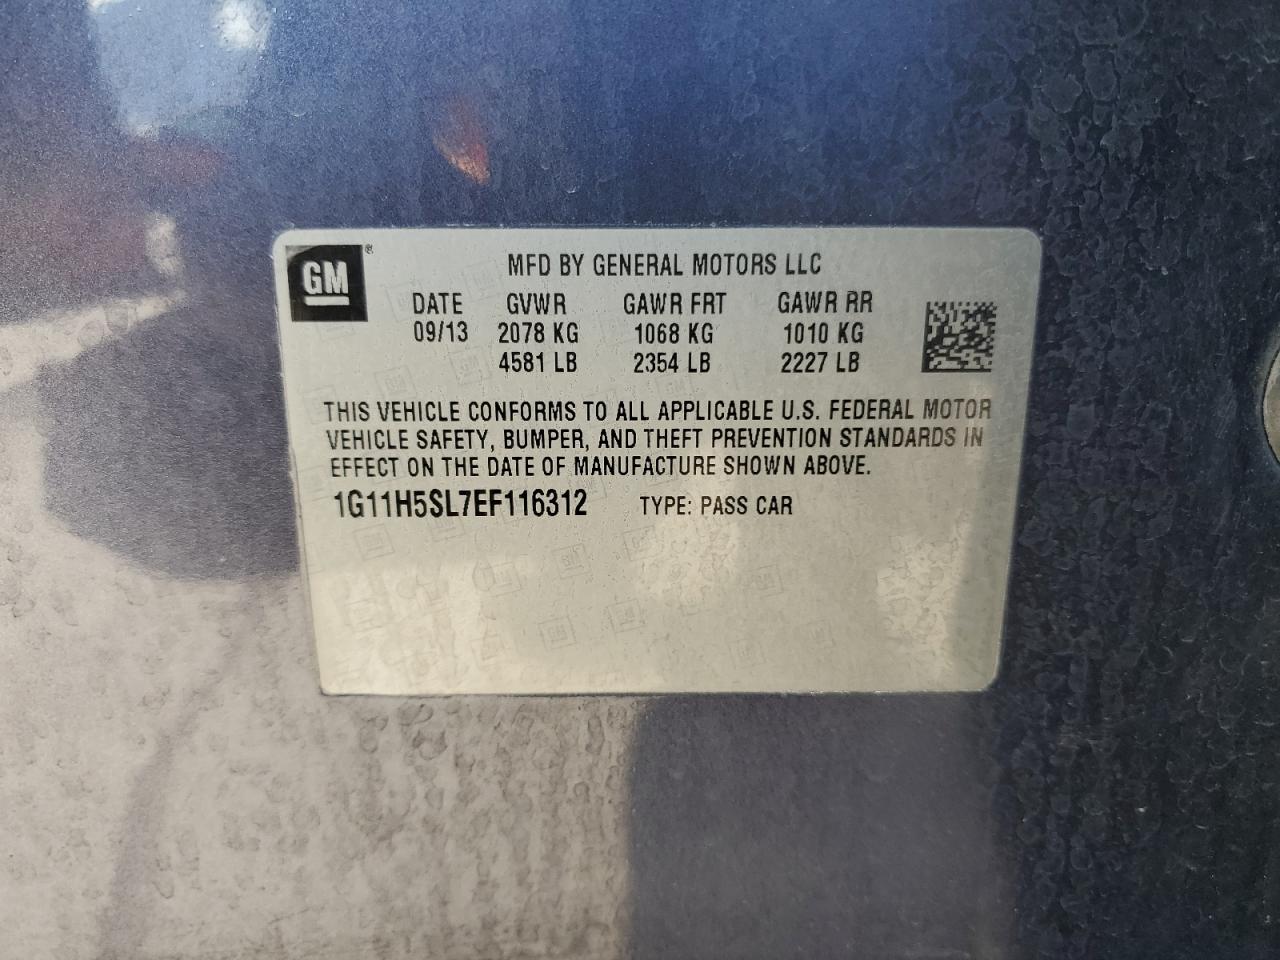 GM
®
MFD BY GENERAL MOTORS LLC
DATE GVWR GAWR FRT GAWR RR
09/13 2078 KG 1068 KG 1010 KG
4581 LB 2354 LB 2227 LB
THIS VEHICLE CONFORMS TO ALL APPLICABLE U.S. FEDERAL MOTOR
VEHICLE SAFETY, BUMPER, AND THEFT PREVENTION STANDARDS IN
EFFECT ON THE DATE OF MANUFACTURE SHOWN ABOVE.
1G11H5SL7EF116312 TYPE: PASS CAR